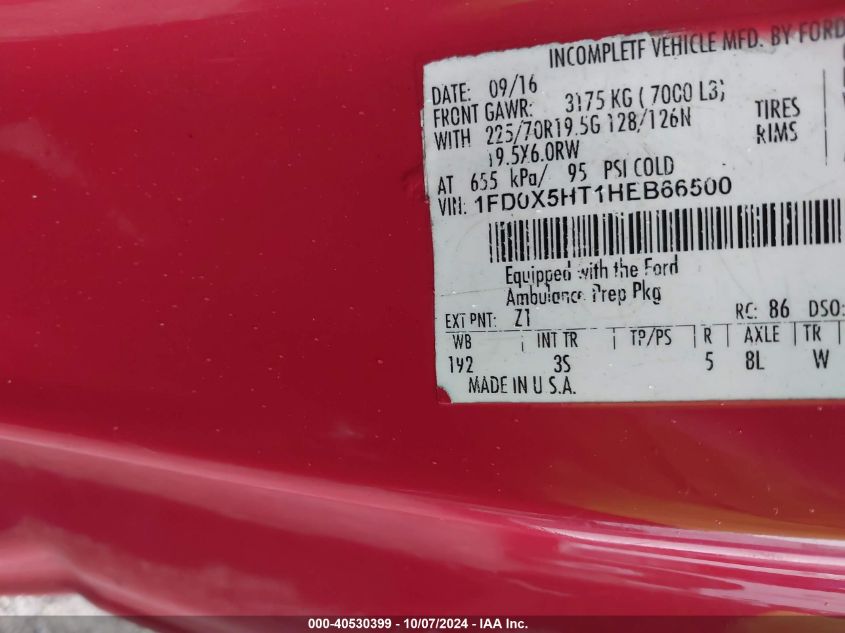 INCOMPLETE VEHICLE MFD. BY FORD
DATE: 09/16
FRONT GAWR: 3175 KG ( 7000 LB)
WITH 225/70R19.5G 128/126N TIRES
19.5X6.0RW RIMS
AT 655 kPa/ 95 PSI COLD
VIN: 1FD0X5HT1HEB66500
Equipped with the Ford
Ambulance Prep Pkg
EXT PNT: Z1 RC: 86 DSO:
WB INT TR TP/PS R AXLE TR
192 3S 5 8L W
MADE IN U.S.A.
000-40530399 - 10/07/2024 - IAA Inc.